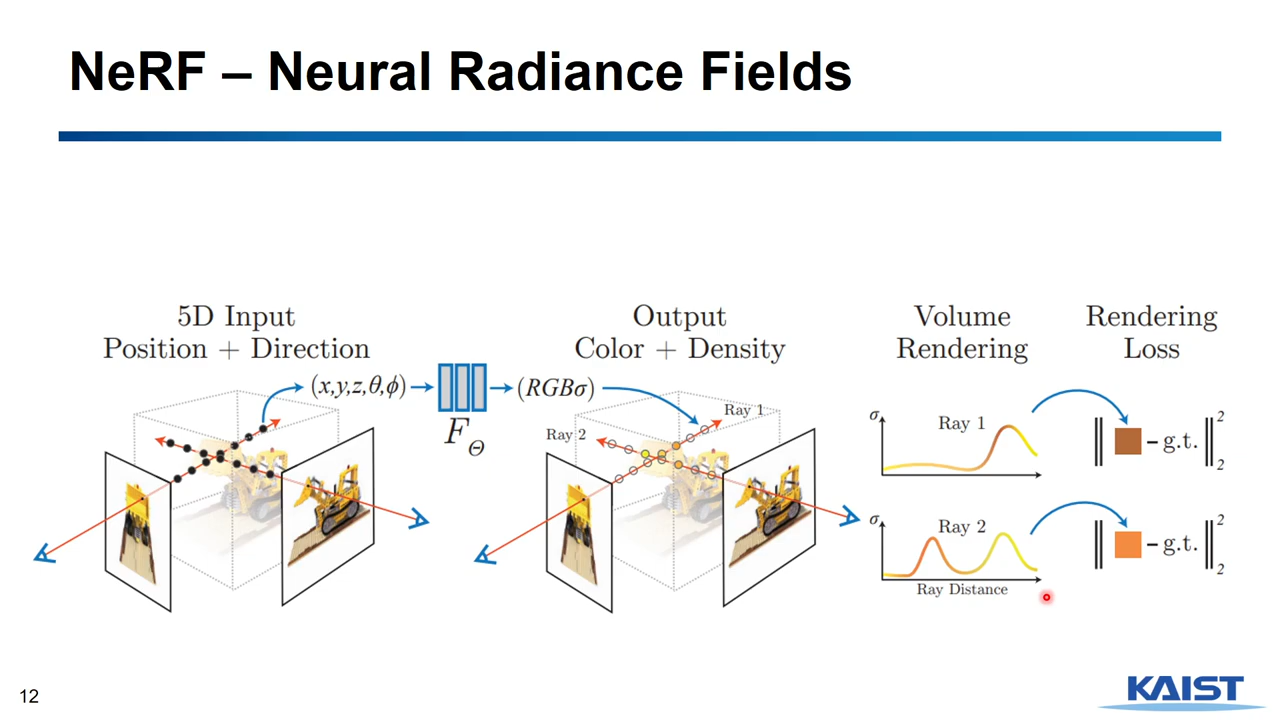 NeRF – Neural Radiance Fields
5D Input
Position + Direction
Output
Color + Density
Volume
Rendering
Rendering
Loss
(x,y,z,θ,ϕ)
F_Θ
(RGBσ)
Ray 1
Ray 2
σ
Ray 1
σ
Ray 2
Ray Distance
‖ – g.t. ‖²₂
‖ – g.t. ‖²₂
12
KAIST